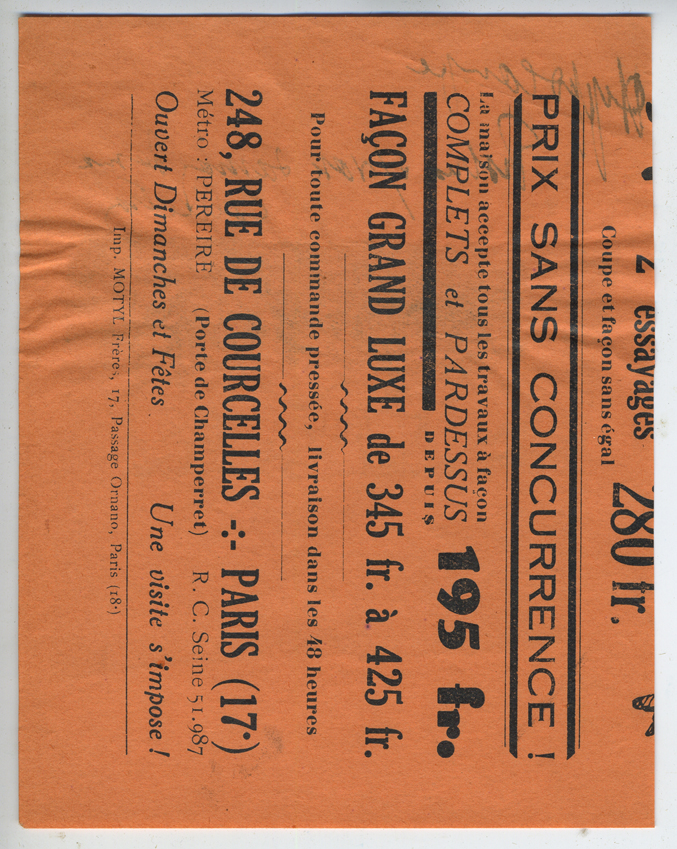 2 essayages
280 fr.
Coupe et façon sans égal
PRIX SANS CONCURRENCE !
La maison accepte tous les travaux à façon
COMPLETS et PARDESSUS
DEPUIS
195 fr.
FAÇON GRAND LUXE de 345 fr. à 425 fr.
Pour toute commande pressée, livraison dans les 48 heures
248, RUE DE COURCELLES -:- PARIS (17e)
Métro : PEREIRE (Porte de Champerret) R. C. Seine 51.987
Ouvert Dimanches et Fêtes. Une visite s'impose !
Imp. MOTYL Frères, 17, Passage Ornano, Paris (18e)